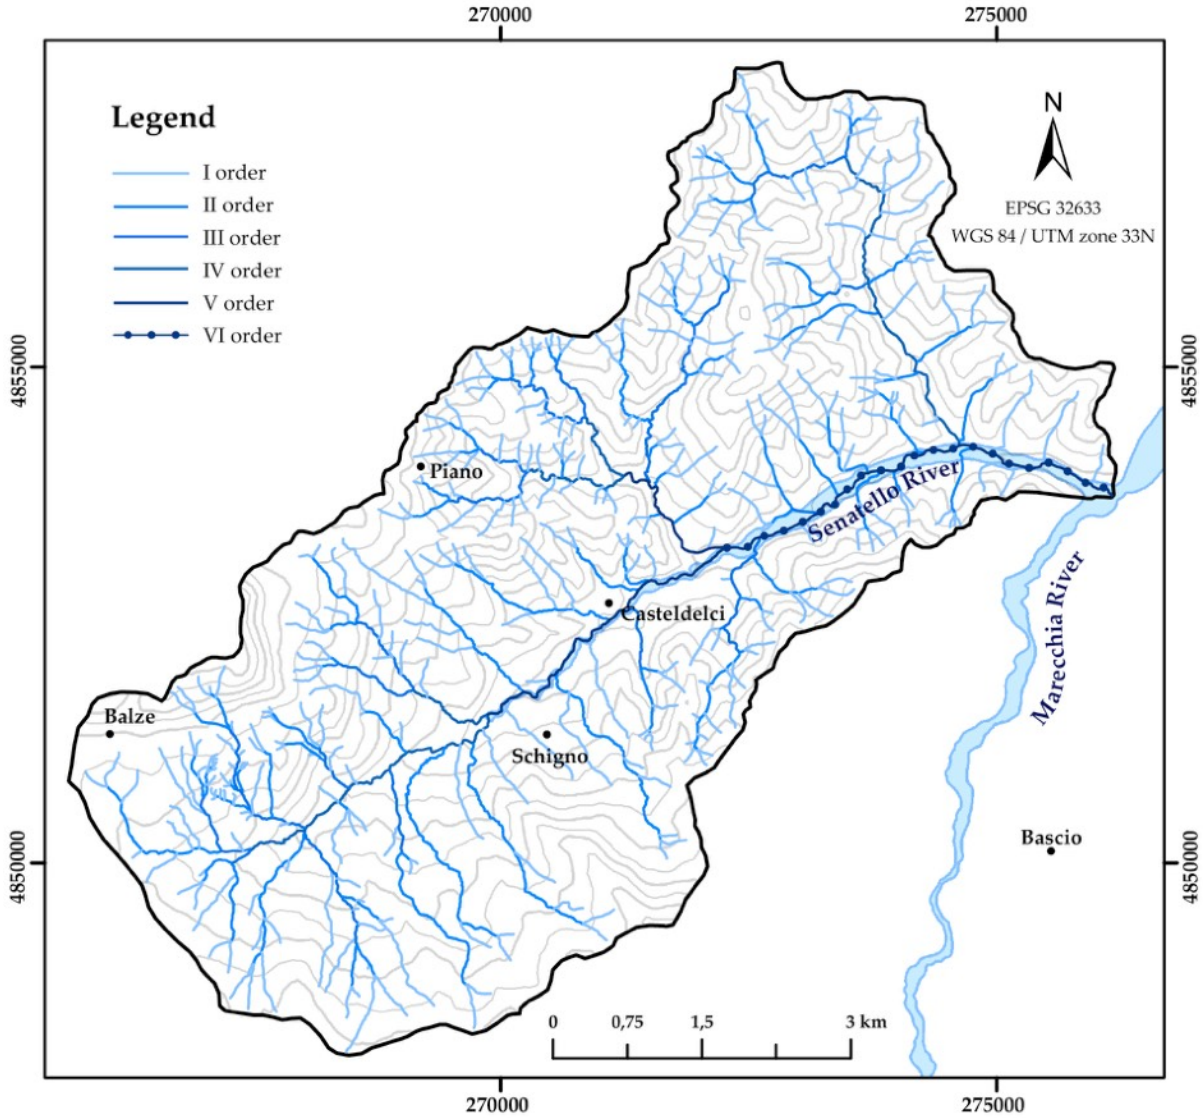 270000
275000
Legend
I order
II order
III order
IV order
V order
VI order
N
EPSG 32633
WGS 84 / UTM zone 33N
4855000
4855000
Piano
Senatello River
Marecchia River
Casteldelci
Balze
Schigno
Bascio
4850000
4850000
0
0,75
1,5
3 km
270000
275000